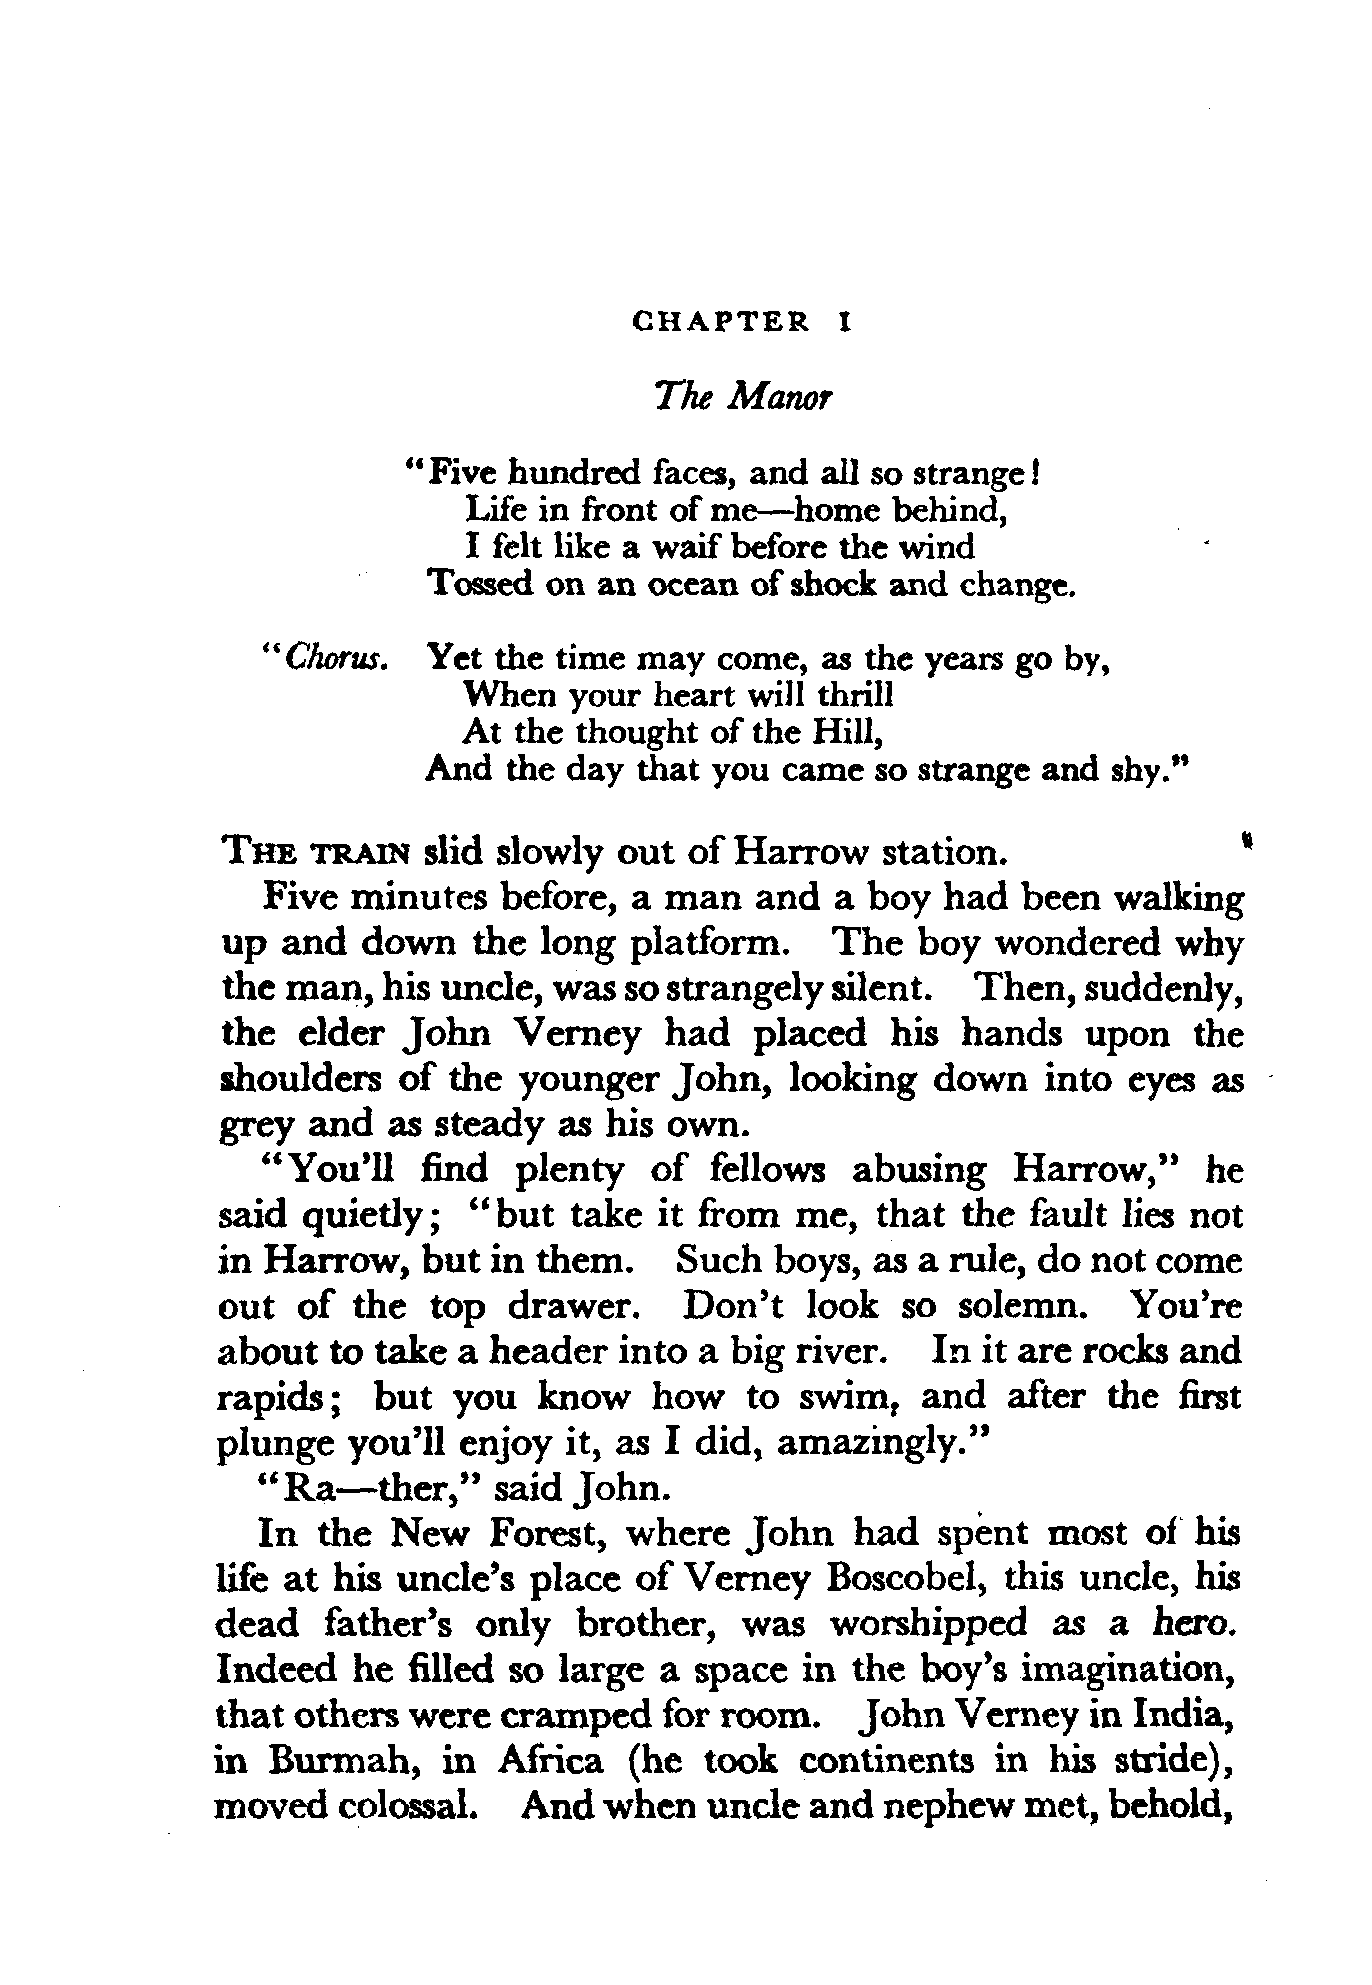 CHAPTER I
The Manor
“Five hundred faces, and all so strange!
Life in front of me—home behind,
I felt like a waif before the wind
Tossed on an ocean of shock and change.
“Chorus. Yet the time may come, as the years go by,
When your heart will thrill
At the thought of the Hill,
And the day that you came so strange and shy.”
THE TRAIN slid slowly out of Harrow station.
Five minutes before, a man and a boy had been walking
up and down the long platform. The boy wondered why
the man, his uncle, was so strangely silent. Then, suddenly,
the elder John Verney had placed his hands upon the
shoulders of the younger John, looking down into eyes as
grey and as steady as his own.
“You’ll find plenty of fellows abusing Harrow,” he
said quietly; “but take it from me, that the fault lies not
in Harrow, but in them. Such boys, as a rule, do not come
out of the top drawer. Don’t look so solemn. You’re
about to take a header into a big river. In it are rocks and
rapids; but you know how to swim, and after the first
plunge you’ll enjoy it, as I did, amazingly.”
“Ra—ther,” said John.
In the New Forest, where John had spent most of his
life at his uncle’s place of Verney Boscobel, this uncle, his
dead father’s only brother, was worshipped as a hero.
Indeed he filled so large a space in the boy’s imagination,
that others were cramped for room. John Verney in India,
in Burmah, in Africa (he took continents in his stride),
moved colossal. And when uncle and nephew met, behold,